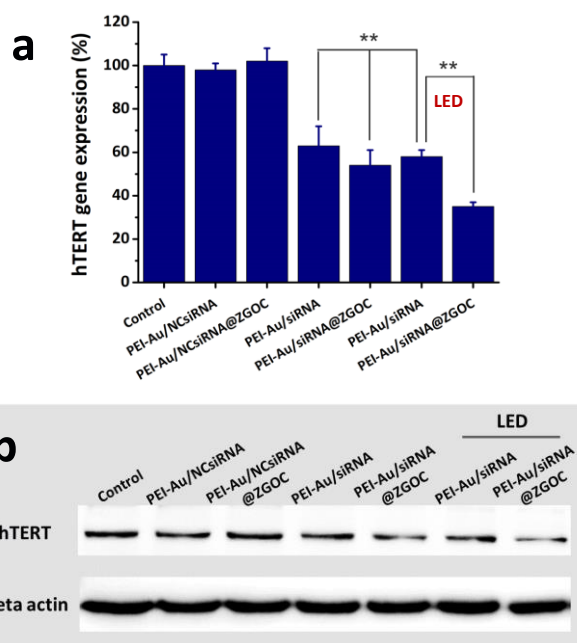 a
hTERT gene expression (%)
120
100
80
60
40
20
0
**
**
LED
Control
PEI-Au/NCsiRNA
PEI-Au/NCsiRNA@ZGOC
PEI-Au/siRNA
PEI-Au/siRNA@ZGOC
PEI-Au/siRNA
PEI-Au/siRNA@ZGOC
b
LED
Control
PEI-Au/NCsiRNA
PEI-Au/NCsiRNA
@ZGOC
PEI-Au/siRNA
PEI-Au/siRNA
@ZGOC
PEI-Au/siRNA
PEI-Au/siRNA
@ZGOC
hTERT
eta actin